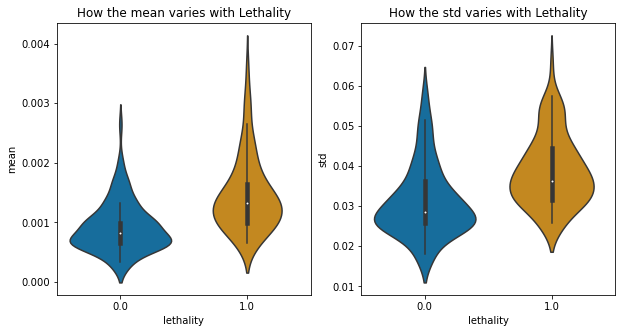 How the mean varies with Lethality
0.004
0.003
0.002
0.001
0.000
mean
0.0
1.0
lethality
How the std varies with Lethality
0.07
0.06
0.05
0.04
0.03
0.02
0.01
std
0.0
1.0
lethality